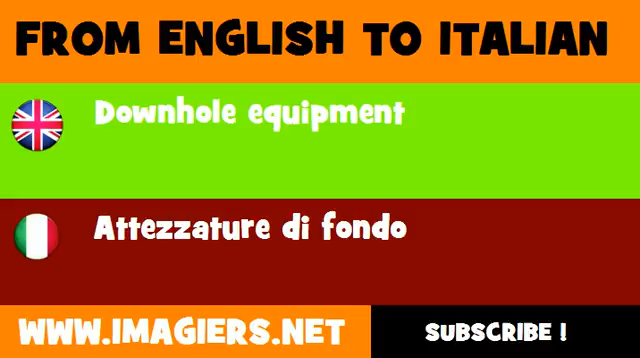 FROM ENGLISH TO ITALIAN
Downhole equipment
Attezzature di fondo
WWW.IMAGIERS.NET
SUBSCRIBE !